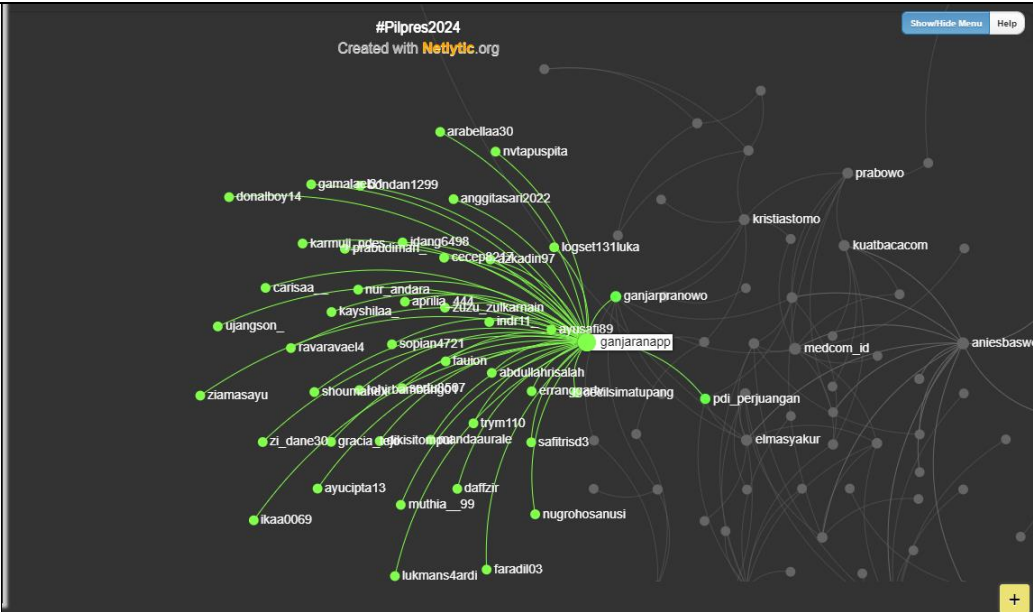 #Pilpres2024
Created with Netlytic.org
Show/Hide Menu
Help
arabellaa30
nvtapuspita
prabowo
bondan1299
donalboy14
anggitasari2022
kristiastomo
idang6498
logset131luka
kuatbacacom
azkadin97
carisaa__
nur_andara
ganjarpranowo
aprilia_444
zuzu_zulkarnain
kayshilaa_
indr11_
ujangson_
ayusafi89
ganjaranapp
aniesbasw
sopian4721
ravaravael4
medcom_id
fauion
abdullahrisalah
ziamasayu
pdi_perjuangan
trym110
zi_dane30
safitrisd3
elmasyakur
ayucipta13
daffzir
muthia__99
nugrohosanusi
ikaa0069
faradil03
lukmans4ardi
+